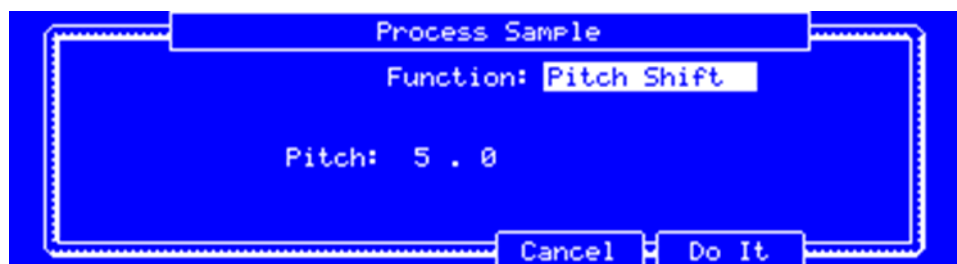 Process Sample
Function: Pitch Shift
Pitch: 5 . 0
Cancel Do It